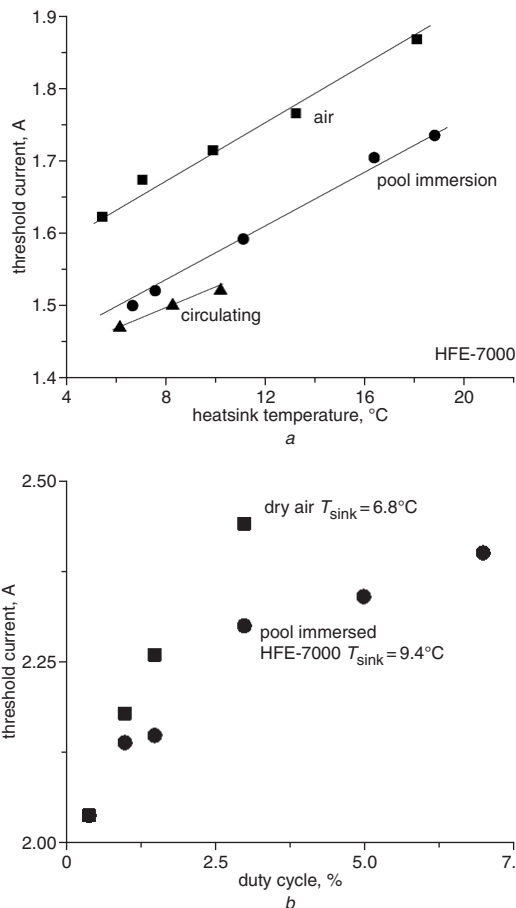 1.9
1.8
1.7
1.6
1.5
1.4
threshold current, A
air
pool immersion
circulating
HFE-7000
4 8 12 16 20
heatsink temperature, °C
a
2.50
2.25
2.00
threshold current, A
dry air Tsink = 6.8°C
pool immersed
HFE-7000 Tsink = 9.4°C
0 2.5 5.0 7.
duty cycle, %
b